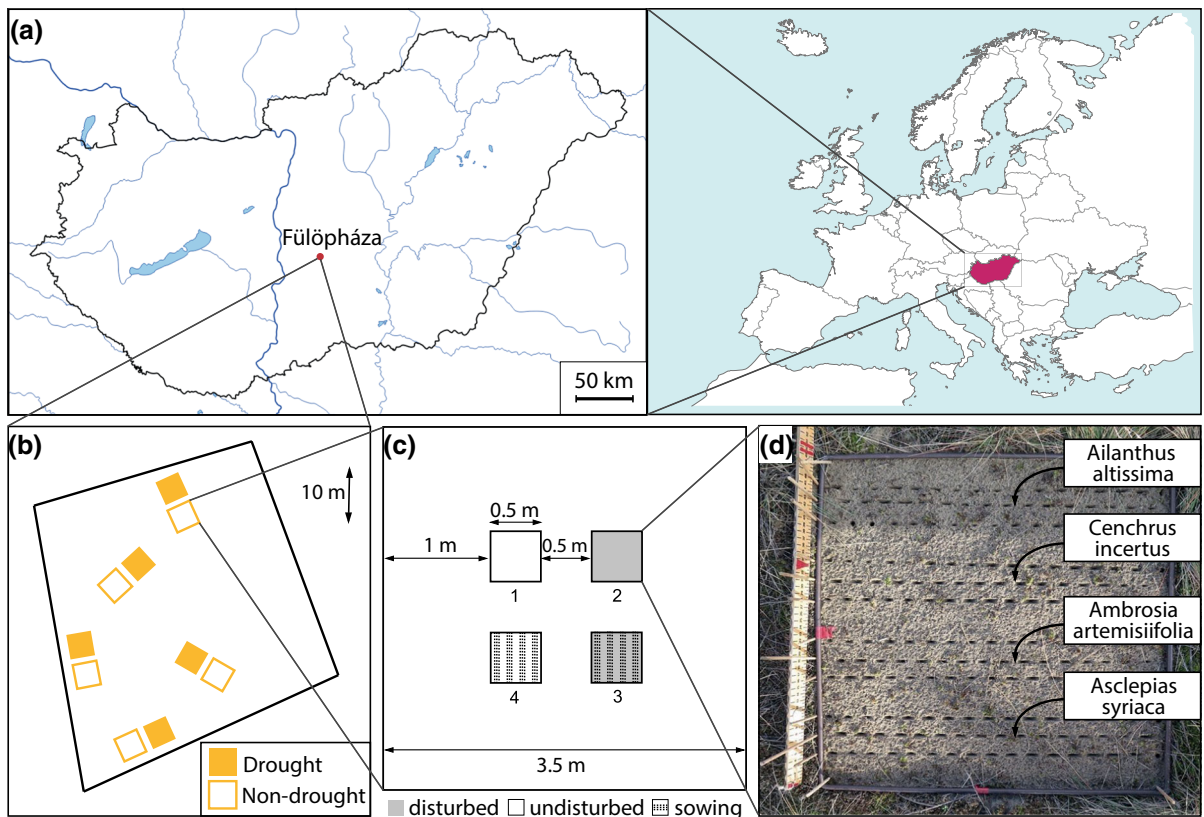 (a)
Fülöpháza
50 km
(b)
10 m
Drought
Non-drought
(c)
0.5 m
1 m
0.5 m
1
2
4
3
3.5 m
disturbed
undisturbed
sowing
(d)
Ailanthus
altissima
Cenchrus
incertus
Ambrosia
artemisiifolia
Asclepias
syriaca